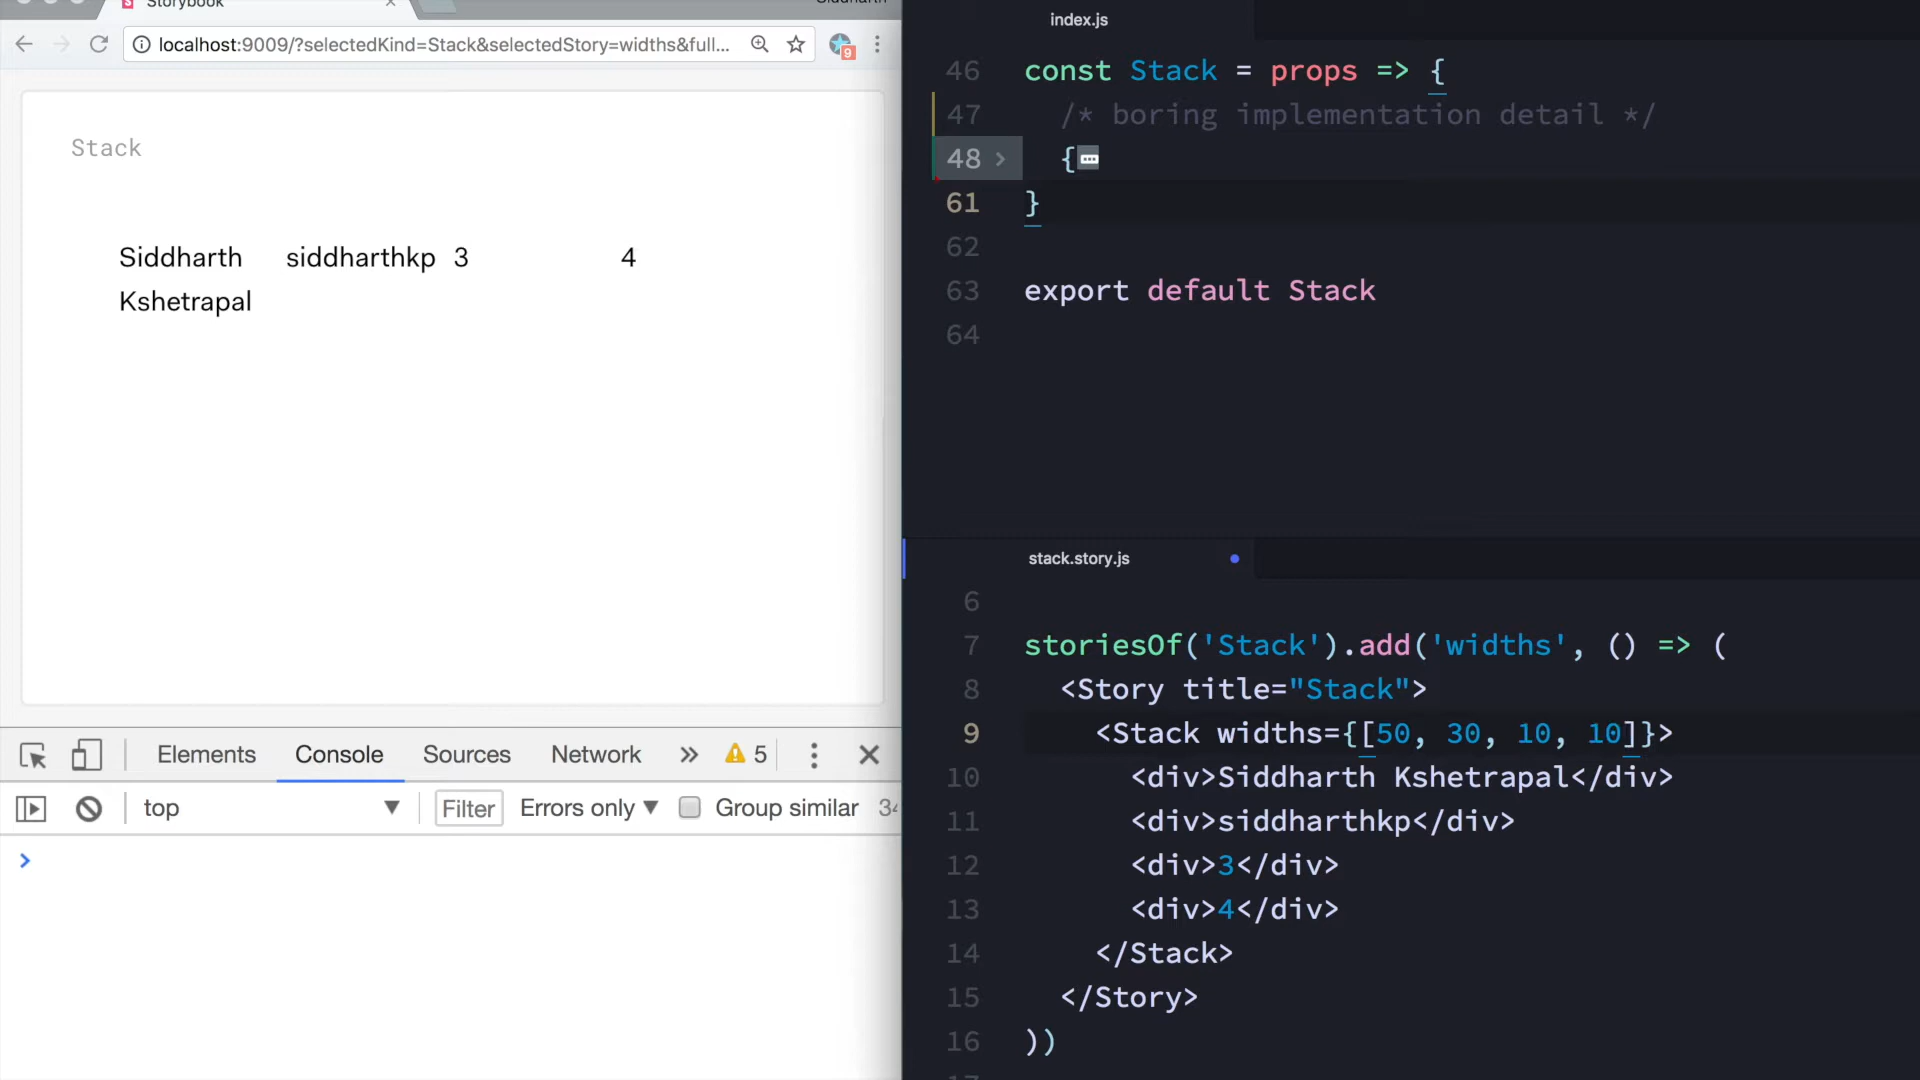 Storybook
Siddharth
localhost:9009/?selectedKind=Stack&selectedStory=widths&full...
9
Stack
Siddharth siddharthkp 3 4
Kshetrapal
Elements Console Sources Network » 5
top Filter Errors only Group similar
index.js
46 const Stack = props => {
47 /* boring implementation detail */
48 {
61 }
62
63 export default Stack
64
stack.story.js
6
7 storiesOf('Stack').add('widths', () => (
8 <Story title="Stack">
9 <Stack widths={[50, 30, 10, 10]}>
10 <div>Siddharth Kshetrapal</div>
11 <div>siddharthkp</div>
12 <div>3</div>
13 <div>4</div>
14 </Stack>
15 </Story>
16 ))